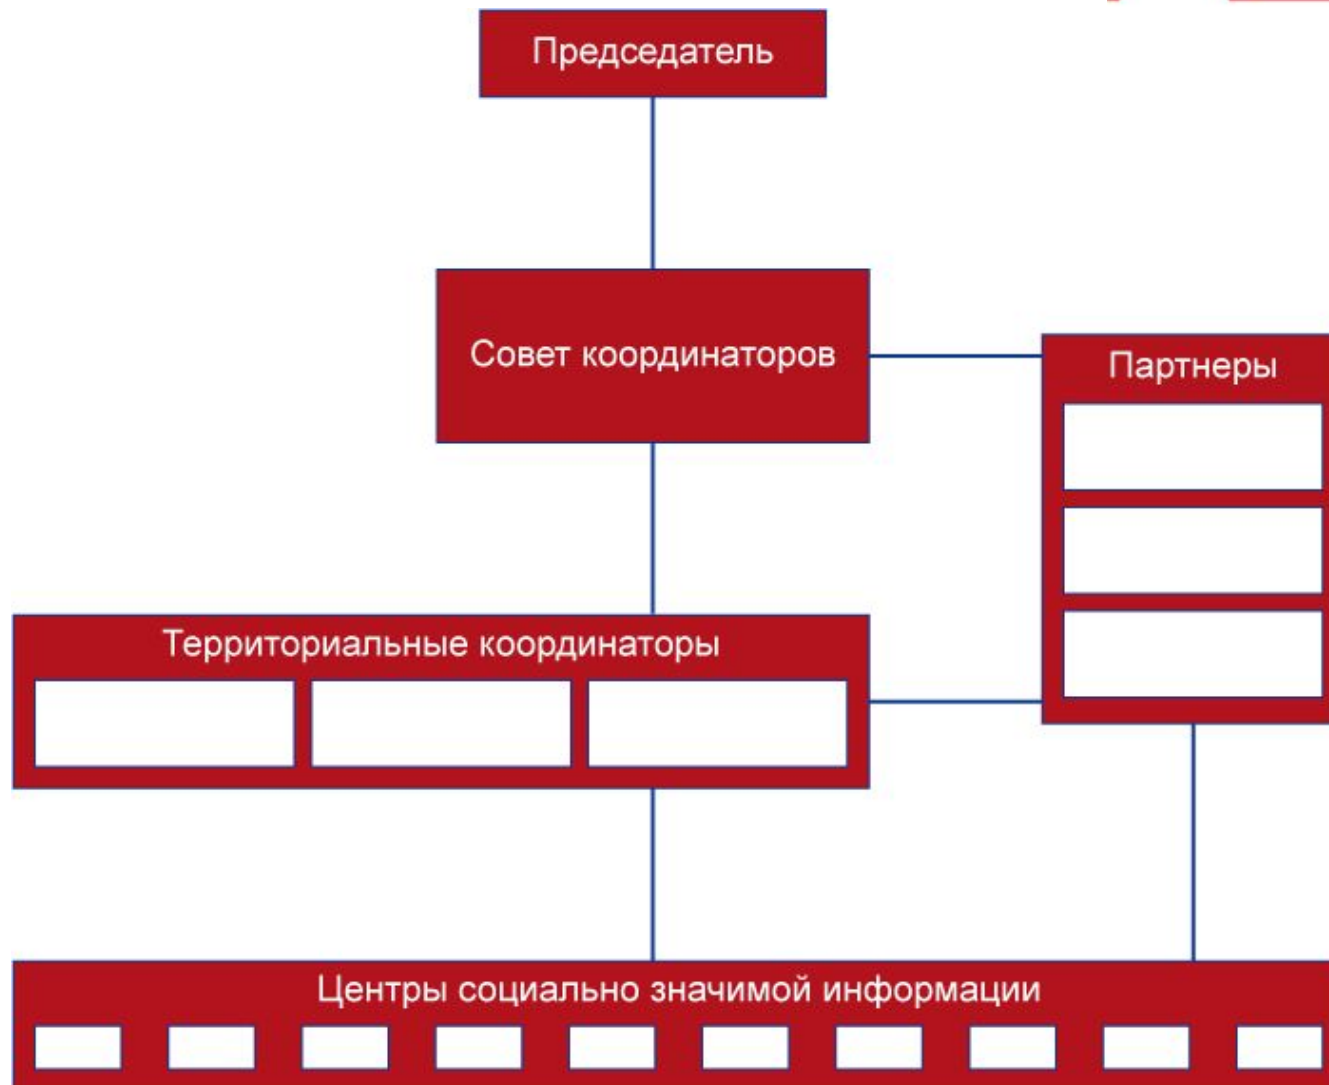 Председатель
Совет координаторов
Партнеры
Территориальные координаторы
Центры социально значимой информации